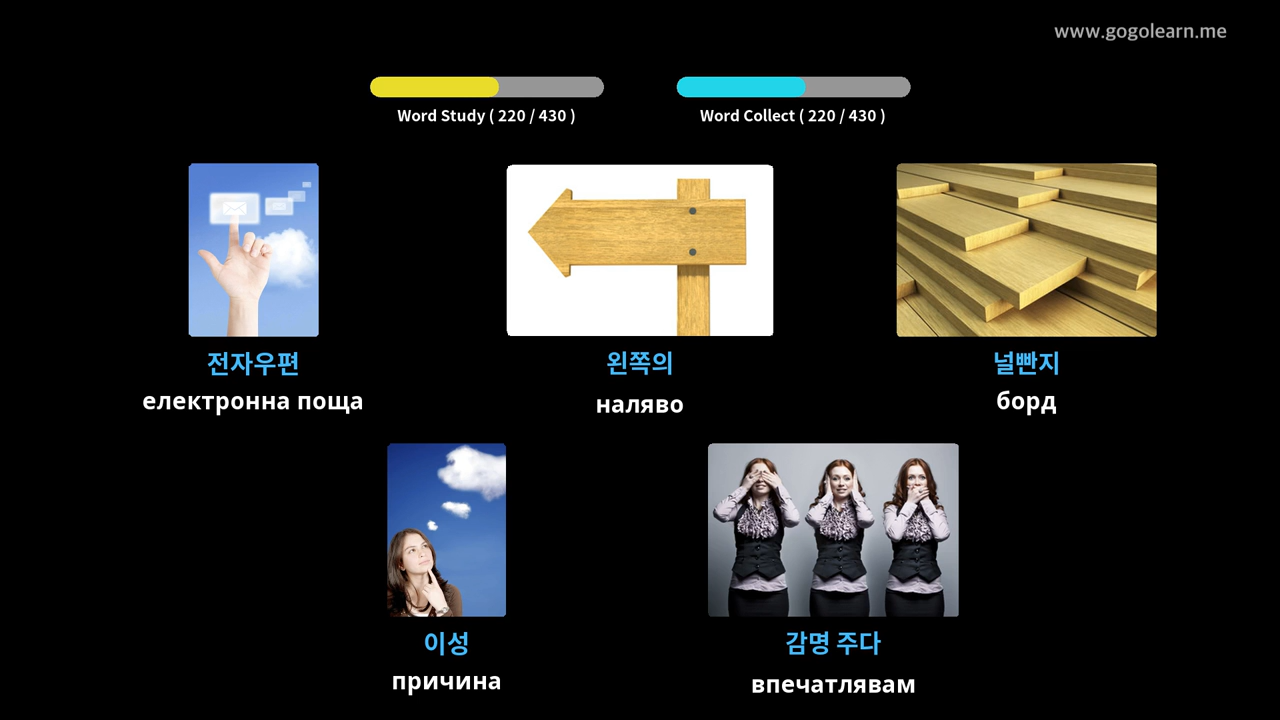 www.gogolearn.me
Word Study ( 220 / 430 )
Word Collect ( 220 / 430 )
전자우편
електронна поща
왼쪽의
наляво
널빤지
борд
이성
причина
감명 주다
впечатлявам